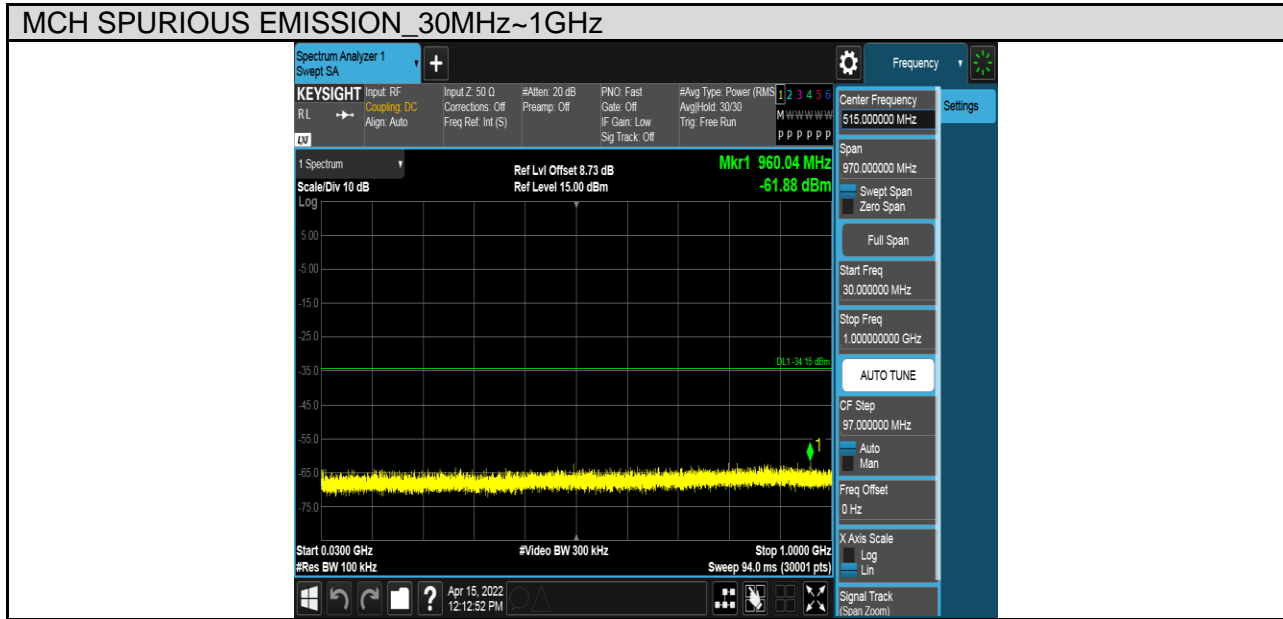 MCH SPURIOUS EMISSION_30MHz~1GHz
Spectrum Analyzer 1
Swept SA
+
Frequency
KEYSIGHT
RL
LXI
Input: RF
Coupling: DC
Align: Auto
Input Z: 50 Ω
Corrections: Off
Freq Ref: Int (S)
#Atten: 20 dB
Preamp: Off
PNO: Fast
Gate: Off
IF Gain: Low
Sig Track: Off
#Avg Type: Power (RMS
Avg|Hold: 30/30
Trig: Free Run
1 2 3 4 5 6
M W W W W W
P P P P P P
1 Spectrum
Scale/Div 10 dB
Log
Ref Lvl Offset 8.73 dB
Ref Level 15.00 dBm
Mkr1 960.04 MHz
-61.88 dBm
5.00
-5.00
-15.0
-25.0
-35.0
-45.0
-55.0
-65.0
-75.0
DL1 -34.15 dBm
1
Start 0.0300 GHz
#Res BW 100 kHz
#Video BW 300 kHz
Stop 1.0000 GHz
Sweep 94.0 ms (30001 pts)
?
Apr 15, 2022
12:12:52 PM
Center Frequency
515.000000 MHz
Settings
Span
970.000000 MHz
Swept Span
Zero Span
Full Span
Start Freq
30.000000 MHz
Stop Freq
1.000000000 GHz
AUTO TUNE
CF Step
97.000000 MHz
Auto
Man
Freq Offset
0 Hz
X Axis Scale
Log
Lin
Signal Track
(Span Zoom)